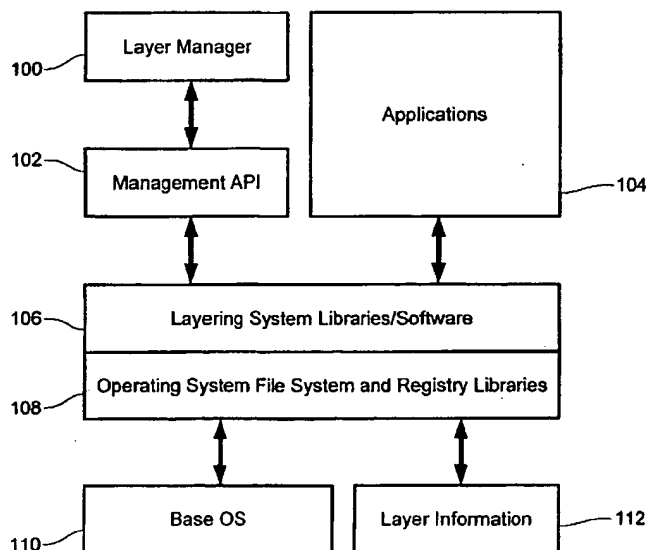 Layer Manager
100
Applications
102
Management API
104
106
Layering System Libraries/Software
Operating System File System and Registry Libraries
108
Base OS
Layer Information
112
110